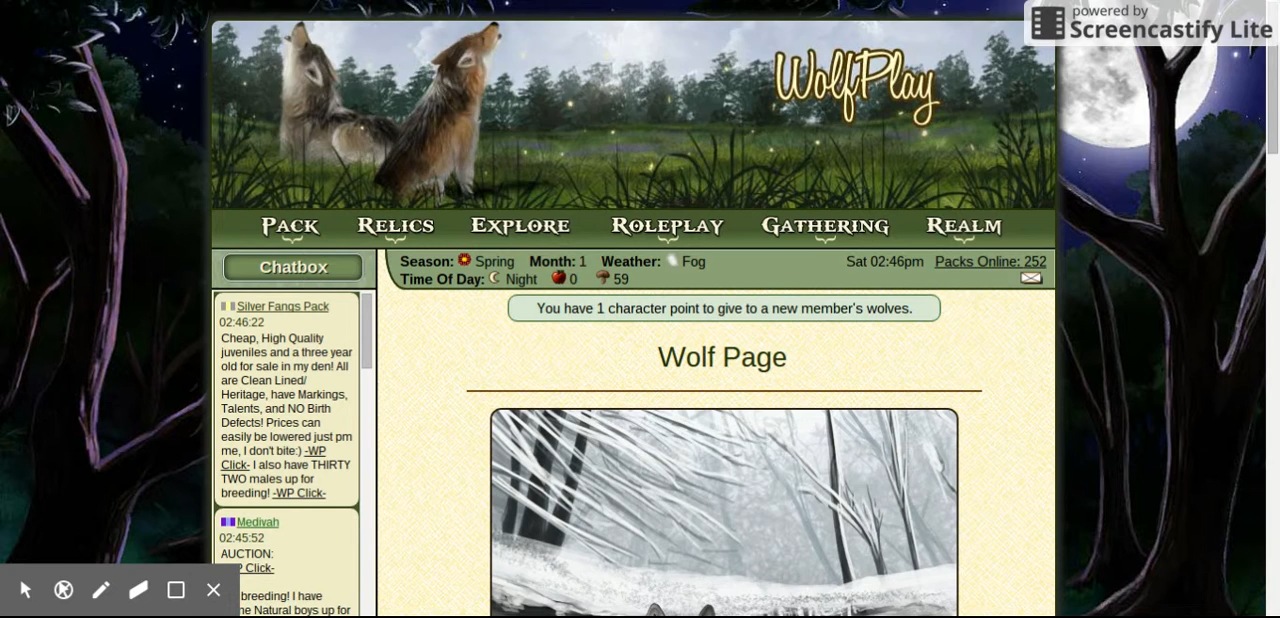 powered by
Screencastify Lite
WolfPlay
PACK RELICS EXPLORE ROLEPLAY GATHERING REALM
Chatbox
Season: Spring Month: 1 Weather: Fog Sat 02:46pm Packs Online: 252
Time Of Day: Night 0 59
You have 1 character point to give to a new member's wolves.
Wolf Page
Silver Fangs Pack
02:46:22
Cheap, High Quality
juveniles and a three year
old for sale in my den! All
are Clean Lined/
Heritage, have Markings,
Talents, and NO Birth
Defects! Prices can
easily be lowered just pm
me, I don't bite:) -WP
Click- I also have THIRTY
TWO males up for
breeding! -WP Click-
Medivah
02:45:52
AUCTION:
Click-
breeding! I have
Natural boys up for